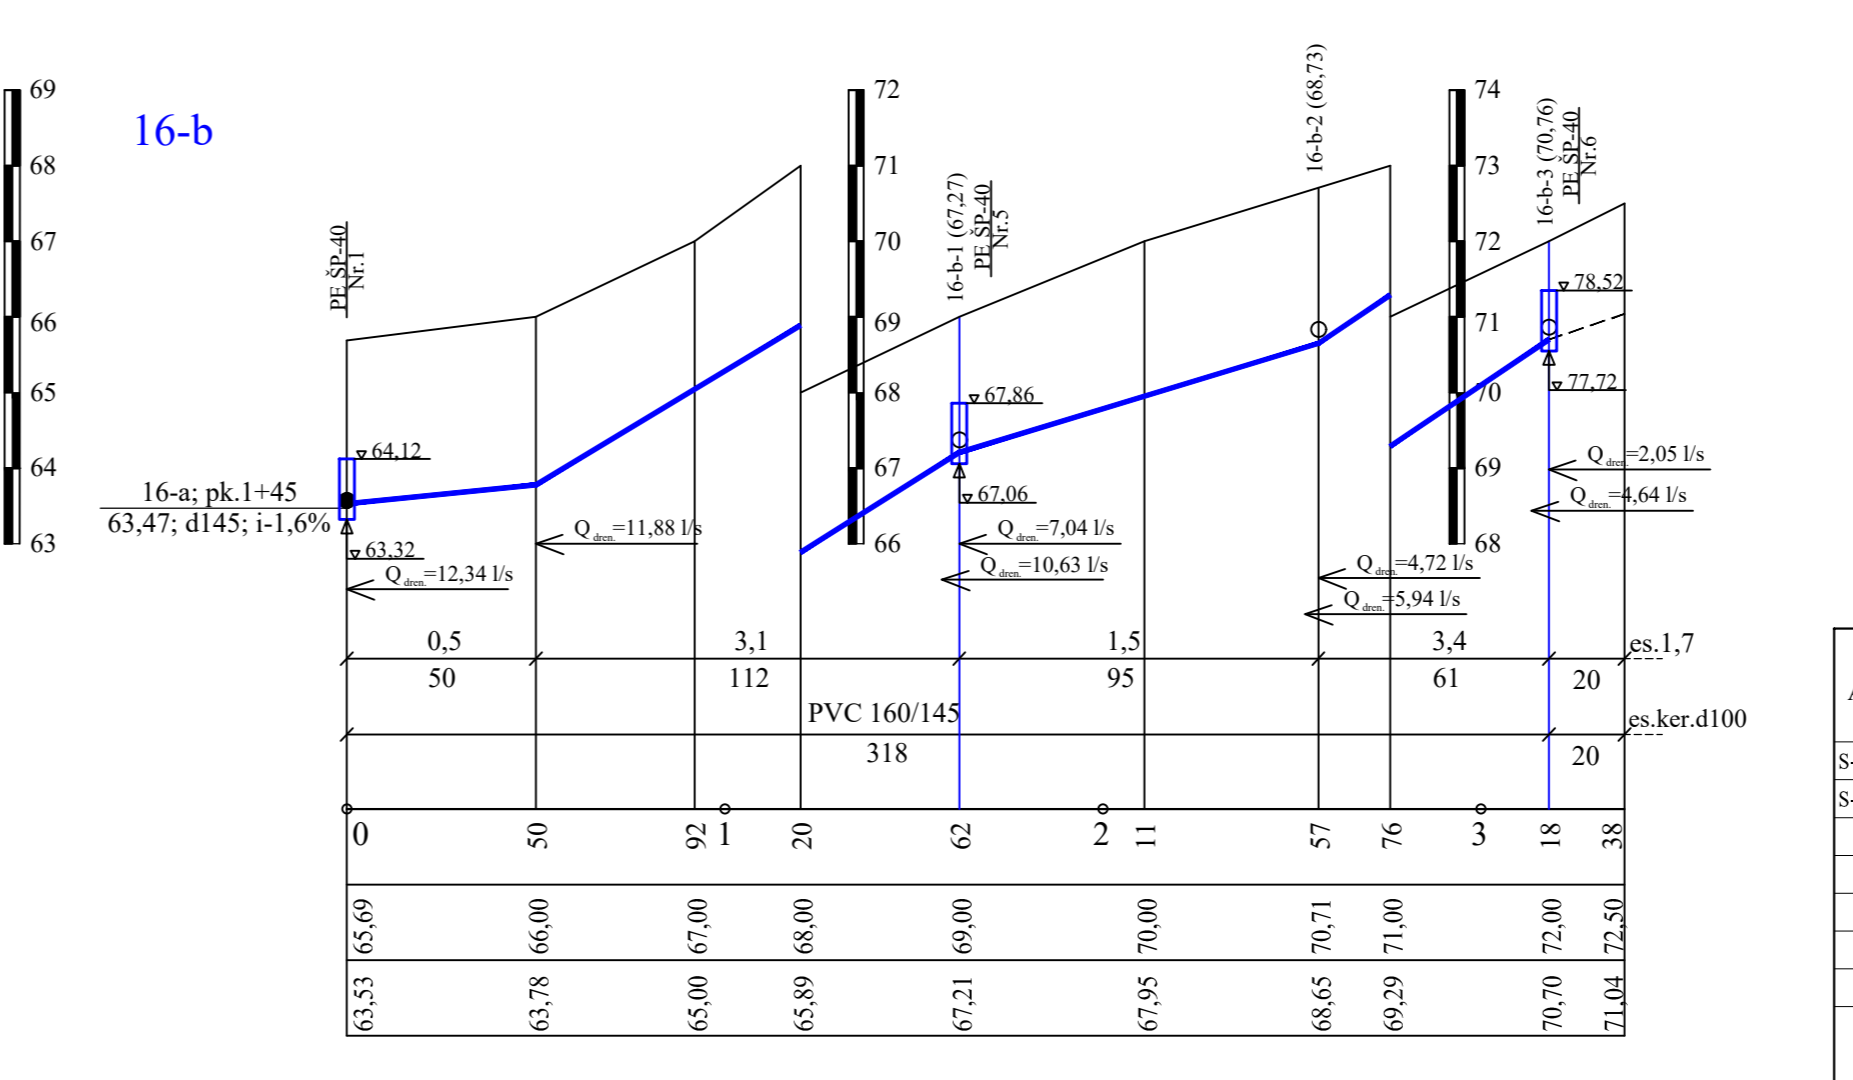 16-b
69
68
67
66
65
64
63
72
71
70
69
68
67
66
74
73
72
71
70
69
68
PE ŠP-40
Nr.1
16-b-1 (67,27)
PE ŠP-40
Nr.5
16-b-2 (68,73)
16-b-3 (70,76)
PE ŠP-40
Nr.6
64,12
16-a; pk.1+45
63,47; d145; i-1,6%
63,32
Q dren.=12,34 l/s
Q dren.=11,88 l/s
67,86
67,06
Q dren.=7,04 l/s
Q dren.=10,63 l/s
Q dren.=4,72 l/s
Q dren.=5,94 l/s
78,52
77,72
Q dren.=2,05 l/s
Q dren.=4,64 l/s
0,5 3,1 1,5 3,4 es.1,7
50 112 95 61 20
PVC 160/145 es.ker.d100
318 20
0 50 92 1 20 62 2 11 57 76 3 18 38
65,69 66,00 67,00 68,00 69,00 70,00 70,71 71,00 72,00 72,50
63,53 63,78 65,00 65,89 67,21 67,95 68,65 69,29 70,70 71,04
S-
S-